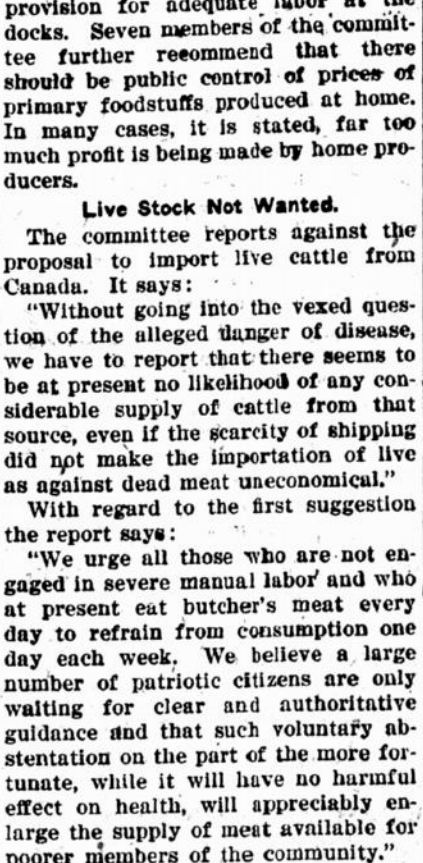 provision for adequate labor at the
docks. Seven members of the commit-
tee further recommend that there
should be public control of prices of
primary foodstuffs produced at home.
In many cases, it is stated, far too
much profit is being made by home pro-
ducers.
Live Stock Not Wanted.
The committee reports against the
proposal to import live cattle from
Canada. It says:
"Without going into the vexed ques-
tion of the alleged danger of disease,
we have to report that there seems to
be at present no likelihood of any con-
siderable supply of cattle from that
source, even if the scarcity of shipping
did not make the importation of live
as against dead meat uneconomical."
With regard to the first suggestion
the report says:
"We urge all those who are not en-
gaged in severe manual labor and who
at present eat butcher's meat every
day to refrain from consumption one
day each week. We believe a large
number of patriotic citizens are only
waiting for clear and authoritative
guidance and that such voluntary ab-
stentation on the part of the more for-
tunate, while it will have no harmful
effect on health, will appreciably en-
large the supply of meat available for
poorer members of the community."